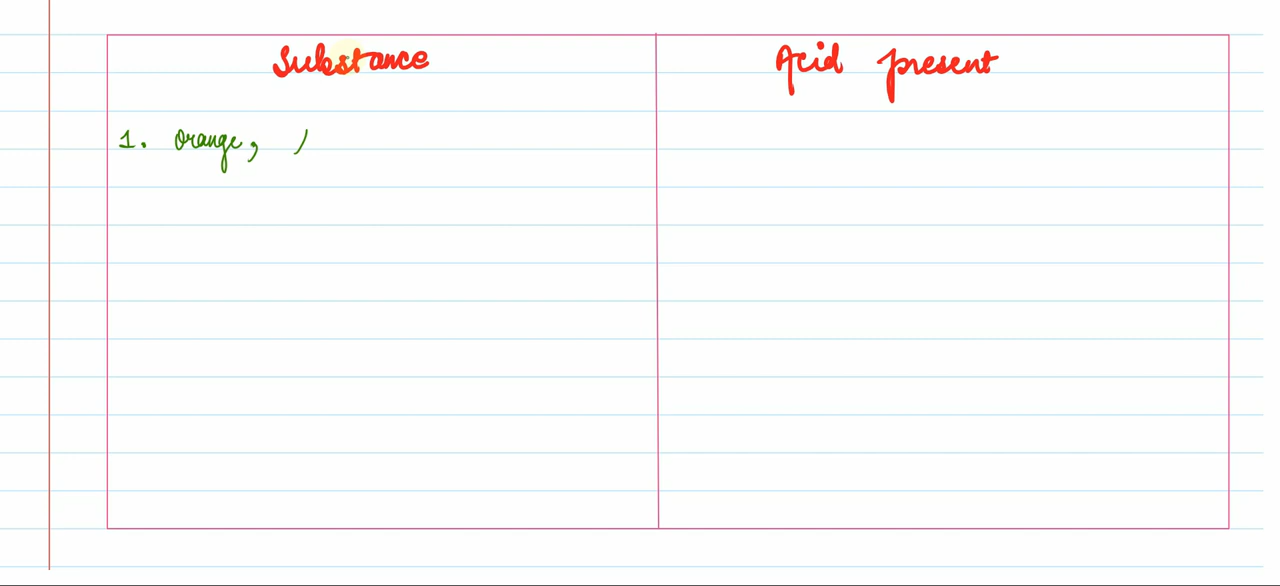 Substance
Acid present
1. Orange,